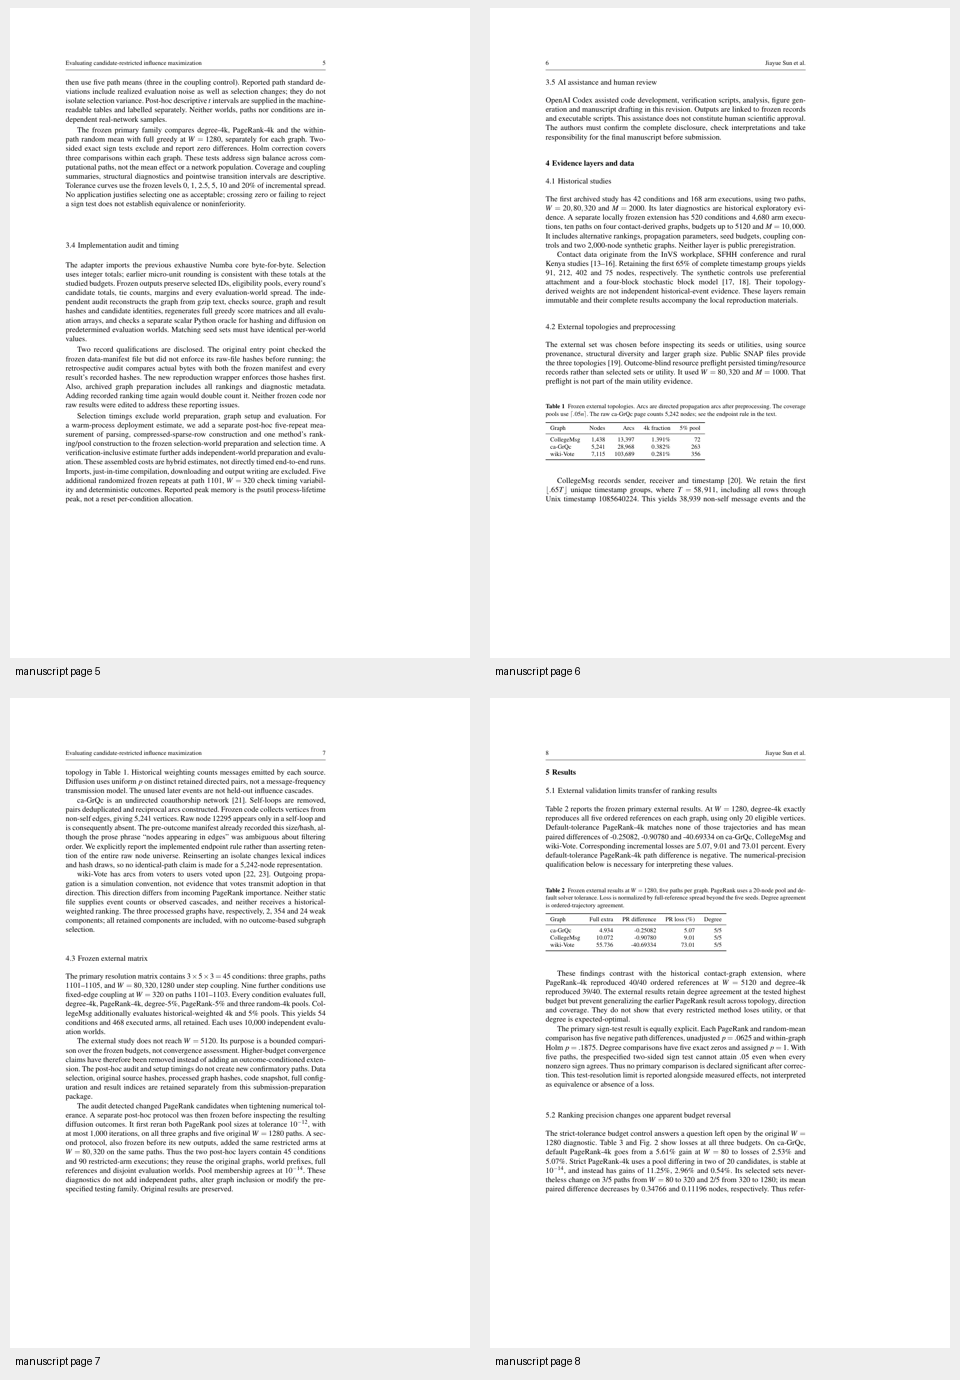 Evaluating candidate-restricted influence maximization 5
then use five path means (three in the coupling control). Reported path standard de-
viations include realized evaluation noise as well as selection changes; they do not
isolate selection variance. Post-hoc descriptive t intervals are supplied in the machine-
readable tables and labelled separately. Neither worlds, paths nor conditions are in-
dependent real-network samples.
The frozen primary family compares degree-4k, PageRank-4k and the within-
path random mean with full greedy at W = 1280, separately for each graph. Two-
sided exact sign tests exclude and report zero differences. Holm correction covers
three comparisons within each graph. These tests address sign balance across com-
putational paths, not the mean effect or a network population. Coverage and coupling
summaries, structural diagnostics and pointwise transition intervals are descriptive.
Tolerance curves use the frozen levels 0, 1, 2.5, 5, 10 and 20% of incremental spread.
No application justifies selecting one as acceptable; crossing zero or failing to reject
a sign test does not establish equivalence or noninferiority.
3.4 Implementation audit and timing
The adapter imports the previous exhaustive Numba core byte-for-byte. Selection
uses integer totals; earlier micro-unit rounding is consistent with these totals at the
studied budgets. Frozen outputs preserve selected IDs, eligibility pools, every round's
candidate totals, tie counts, margins and every evaluation-world spread. The inde-
pendent audit reconstructs the graph from gzip text, checks source, graph and result
hashes and candidate identities, regenerates full greedy score matrices and all evalu-
ation arrays, and checks a separate scalar Python oracle for hashing and diffusion on
predetermined evaluation worlds. Matching seed sets must have identical per-world
values.
Two record qualifications are disclosed. The original entry point checked the
frozen data-manifest file but did not enforce its raw-file hashes before running; the
retrospective audit compares actual bytes with both the frozen manifest and every
result's recorded hashes. The new reproduction wrapper enforces those hashes first.
Also, archived graph preparation includes all rankings and diagnostic metadata.
Adding recorded ranking time again would double count it. Neither frozen code nor
raw results were edited to address these reporting issues.
Selection timings exclude world preparation, graph setup and evaluation. For
a warm-process deployment estimate, we add a separate post-hoc five-repeat mea-
surement of parsing, compressed-sparse-row construction and one method's rank-
ing/pool construction to the frozen selection-world preparation and selection time. A
verification-inclusive estimate further adds independent-world preparation and evalu-
ation. These assembled costs are hybrid estimates, not directly timed end-to-end runs.
Imports, just-in-time compilation, downloading and output writing are excluded. Five
additional randomized frozen repeats at path 1101, W = 320 check timing variabil-
ity and deterministic outcomes. Reported peak memory is the psutil process-lifetime
peak, not a reset per-condition allocation.
manuscript page 5
6 Jiayue Sun et al.
3.5 AI assistance and human review
OpenAI Codex assisted code development, verification scripts, analysis, figure gen-
eration and manuscript drafting in this revision. Outputs are linked to frozen records
and executable scripts. This assistance does not constitute human scientific approval.
The authors must confirm the complete disclosure, check interpretations and take
responsibility for the final manuscript before submission.
4 Evidence layers and data
4.1 Historical studies
The first archived study has 42 conditions and 168 arm executions, using two paths,
W = 20,80,320 and M = 2000. Its later diagnostics are historical exploratory evi-
dence. A separate locally frozen extension has 520 conditions and 4,680 arm execu-
tions, ten paths on four contact-derived graphs, budgets up to 5120 and M = 10,000.
It includes alternative rankings, propagation parameters, seed budgets, coupling con-
trols and two 2,000-node synthetic graphs. Neither layer is public preregistration.
Contact data originate from the InVS workplace, SFHH conference and rural
Kenya studies [13–16]. Retaining the first 65% of complete timestamp groups yields
91, 212, 402 and 75 nodes, respectively. The synthetic controls use preferential
attachment and a four-block stochastic block model [17, 18]. Their topology-
derived weights are not independent historical-event evidence. These layers remain
immutable and their complete results accompany the local reproduction materials.
4.2 External topologies and preprocessing
The external set was chosen before inspecting its seeds or utilities, using source
provenance, structural diversity and larger graph size. Public SNAP files provide
the three topologies [19]. Outcome-blind resource preflight persisted timing/resource
records rather than selected sets or utility. It used W = 80,320 and M = 1000. That
preflight is not part of the main utility evidence.
Table 1 Frozen external topologies. Arcs are directed propagation arcs after preprocessing. The coverage
pools use ⌊.05n⌋. The raw ca-GrQc page counts 5,242 nodes; see the endpoint rule in the text.
Graph Nodes Arcs 4k fraction 5% pool
CollegeMsg 1,438 13,397 1.391% 72
ca-GrQc 5,241 28,968 0.382% 263
wiki-Vote 7,115 103,689 0.281% 356
CollegeMsg records sender, receiver and timestamp [20]. We retain the first
⌊.65T⌋ unique timestamp groups, where T = 58,911, including all rows through
Unix timestamp 1085640224. This yields 38,939 non-self message events and the
manuscript page 6
Evaluating candidate-restricted influence maximization 7
topology in Table 1. Historical weighting counts messages emitted by each source.
Diffusion uses uniform p on distinct retained directed pairs, not a message-frequency
transmission model. The unused later events are not held-out influence cascades.
ca-GrQc is an undirected coauthorship network [21]. Self-loops are removed,
pairs deduplicated and reciprocal arcs constructed. Frozen code collects vertices from
non-self edges, giving 5,241 vertices. Raw node 12295 appears only in a self-loop and
is consequently absent. The pre-outcome manifest already recorded this size/hash, al-
though the prose phrase “nodes appearing in edges” was ambiguous about filtering
order. We explicitly report the implemented endpoint rule rather than asserting reten-
tion of the entire raw node universe. Reinserting an isolate changes lexical indices
and hash draws, so no identical-path claim is made for a 5,242-node representation.
wiki-Vote has arcs from voters to users voted upon [22, 23]. Outgoing propa-
gation is a simulation convention, not evidence that votes transmit adoption in that
direction. This direction differs from incoming PageRank importance. Neither static
file supplies event counts or observed cascades, and neither receives a historical-
weighted ranking. The three processed graphs have, respectively, 2, 354 and 24 weak
components; all retained components are included, with no outcome-based subgraph
selection.
4.3 Frozen external matrix
The primary resolution matrix contains 3 × 5 × 3 = 45 conditions: three graphs, paths
1101–1105, and W = 80,320,1280 under step coupling. Nine further conditions use
fixed-edge coupling at W = 320 on paths 1101–1103. Every condition evaluates full,
degree-4k, PageRank-4k, degree-5%, PageRank-5% and three random-4k pools. Col-
legeMsg additionally evaluates historical-weighted 4k and 5% pools. This yields 54
conditions and 468 executed arms, all retained. Each uses 10,000 independent evalu-
ation worlds.
The external study does not reach W = 5120. Its purpose is a bounded compari-
son over the frozen budgets, not convergence assessment. Higher-budget convergence
claims have therefore been removed instead of adding an outcome-conditioned exten-
sion. The post-hoc audit and setup timings do not create new confirmatory paths. Data
selection, original source hashes, processed graph hashes, code snapshot, full config-
uration and result indices are retained separately from this submission-preparation
package.
The audit detected changed PageRank candidates when tightening numerical tol-
erance. A separate post-hoc protocol was then frozen before inspecting the resulting
diffusion outcomes. It first reran both PageRank pool sizes at tolerance 10⁻¹², with
at most 1,000 iterations, on all three graphs and five original W = 1280 paths. A sec-
ond protocol, also frozen before its new outputs, added the same restricted arms at
W = 80,320 on the same paths. Thus the two post-hoc layers contain 45 conditions
and 90 restricted-arm executions; they reuse the original graphs, world prefixes, full
references and disjoint evaluation worlds. Pool membership agrees at 10⁻¹⁴. These
diagnostics do not add independent paths, alter graph inclusion or modify the pre-
specified testing family. Original results are preserved.
manuscript page 7
8 Jiayue Sun et al.
5 Results
5.1 External validation limits transfer of ranking results
Table 2 reports the frozen primary external results. At W = 1280, degree-4k exactly
reproduces all five ordered references on each graph, using only 20 eligible vertices.
Default-tolerance PageRank-4k matches none of those trajectories and has mean
paired differences of -0.25082, -0.90780 and -40.69334 on ca-GrQc, CollegeMsg and
wiki-Vote. Corresponding incremental losses are 5.07, 9.01 and 73.01 percent. Every
default-tolerance PageRank-4k path difference is negative. The numerical-precision
qualification below is necessary for interpreting these values.
Table 2 Frozen external results at W = 1280, five paths per graph. PageRank uses a 20-node pool and de-
fault solver tolerance. Loss is normalized by full-reference spread beyond the five seeds. Degree agreement
is ordered-trajectory agreement.
Graph Full extra PR difference PR loss (%) Degree
ca-GrQc 4.934 -0.25082 5.07 5/5
CollegeMsg 10.072 -0.90780 9.01 5/5
wiki-Vote 55.736 -40.69334 73.01 5/5
These findings contrast with the historical contact-graph extension, where
PageRank-4k reproduced 40/40 ordered references at W = 5120 and degree-4k
reproduced 39/40. The external results retain degree agreement at the tested highest
budget but prevent generalizing the earlier PageRank result across topology, direction
and coverage. They do not show that every restricted method loses utility, or that
degree is expected-optimal.
The primary sign-test result is equally explicit. Each PageRank and random-mean
comparison has five negative path differences, unadjusted p = .0625 and within-graph
Holm p = .1875. Degree comparisons have five exact zeros and assigned p = 1. With
five paths, the prespecified two-sided sign test cannot attain .05 even when every
nonzero sign agrees. Thus no primary comparison is declared significant after correc-
tion. This test-resolution limit is reported alongside measured effects, not interpreted
as equivalence or absence of a loss.
5.2 Ranking precision changes one apparent budget reversal
The strict-tolerance budget control answers a question left open by the original W =
1280 diagnostic. Table 3 and Fig. 2 show losses at all three budgets. On ca-GrQc,
default PageRank-4k goes from a 5.61% gain at W = 80 to losses of 2.53% and
5.07%. Strict PageRank-4k uses a pool differing in two of 20 candidates, is stable at
10⁻¹⁴, and instead has gains of 11.25%, 2.96% and 0.54%. Its selected sets never-
theless change on 3/5 paths from W = 80 to 320 and 2/5 from 320 to 1280; its mean
paired difference decreases by 0.34766 and 0.11196 nodes, respectively. Thus refer-
manuscript page 8